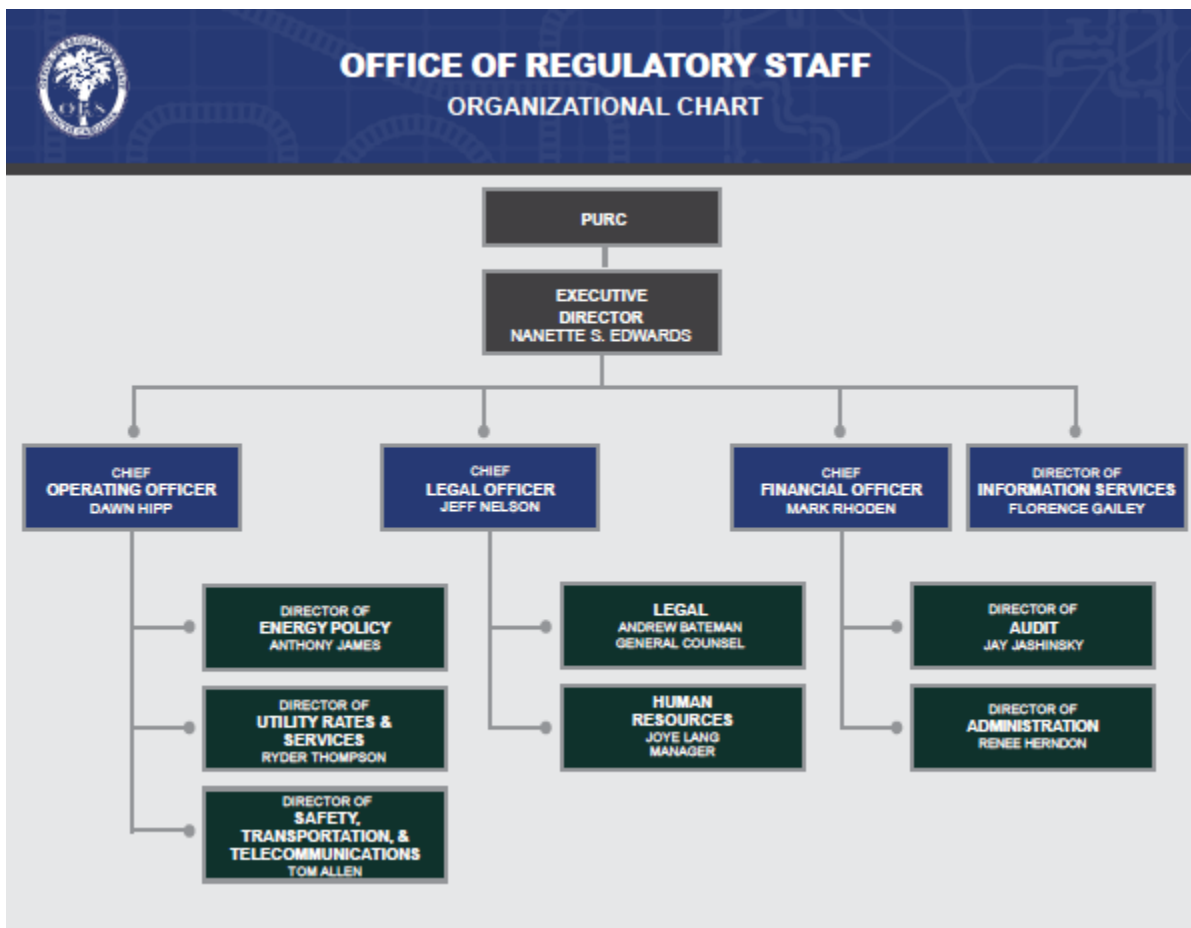 OFFICE OF REGULATORY STAFF
ORGANIZATIONAL CHART
ORS
PURC
EXECUTIVE
DIRECTOR
NANETTE S. EDWARDS
CHIEF
OPERATING OFFICER
DAWN HIPP
CHIEF
LEGAL OFFICER
JEFF NELSON
CHIEF
FINANCIAL OFFICER
MARK RHODEN
DIRECTOR OF
INFORMATION SERVICES
FLORENCE GAILEY
DIRECTOR OF
ENERGY POLICY
ANTHONY JAMES
DIRECTOR OF
UTILITY RATES &
SERVICES
RYDER THOMPSON
DIRECTOR OF
SAFETY,
TRANSPORTATION, &
TELECOMMUNICATIONS
TOM ALLEN
LEGAL
ANDREW BATEMAN
GENERAL COUNSEL
HUMAN
RESOURCES
JOYE LANG
MANAGER
DIRECTOR OF
AUDIT
JAY JASHINSKY
DIRECTOR OF
ADMINISTRATION
RENEE HERNDON